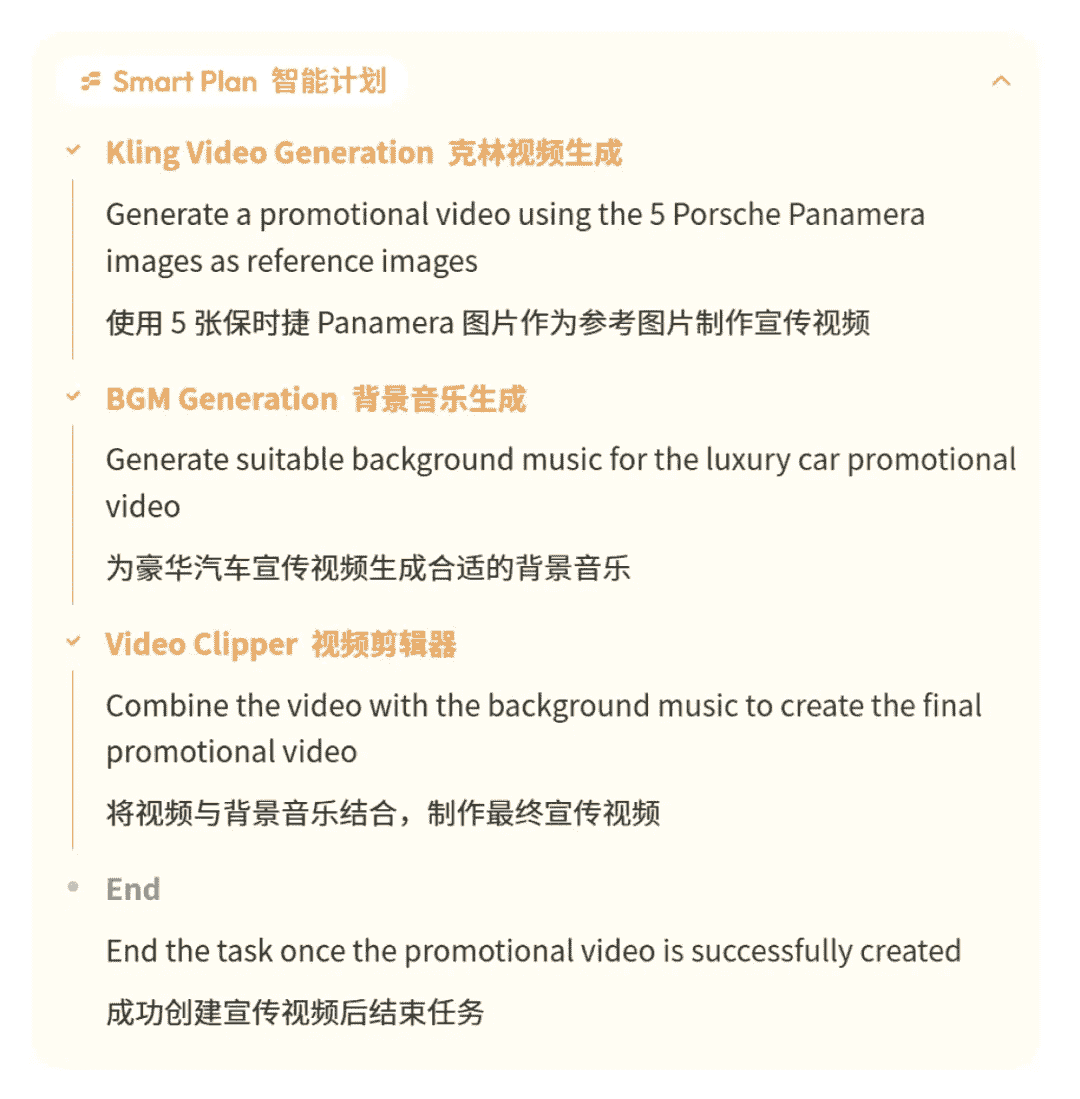 Smart Plan 智能计划
Kling Video Generation 克林视频生成
Generate a promotional video using the 5 Porsche Panamera
images as reference images
使用 5 张保时捷 Panamera 图片作为参考图片制作宣传视频
BGM Generation 背景音乐生成
Generate suitable background music for the luxury car promotional
video
为豪华汽车宣传视频生成合适的背景音乐
Video Clipper 视频剪辑器
Combine the video with the background music to create the final
promotional video
将视频与背景音乐结合，制作最终宣传视频
End
End the task once the promotional video is successfully created
成功创建宣传视频后结束任务